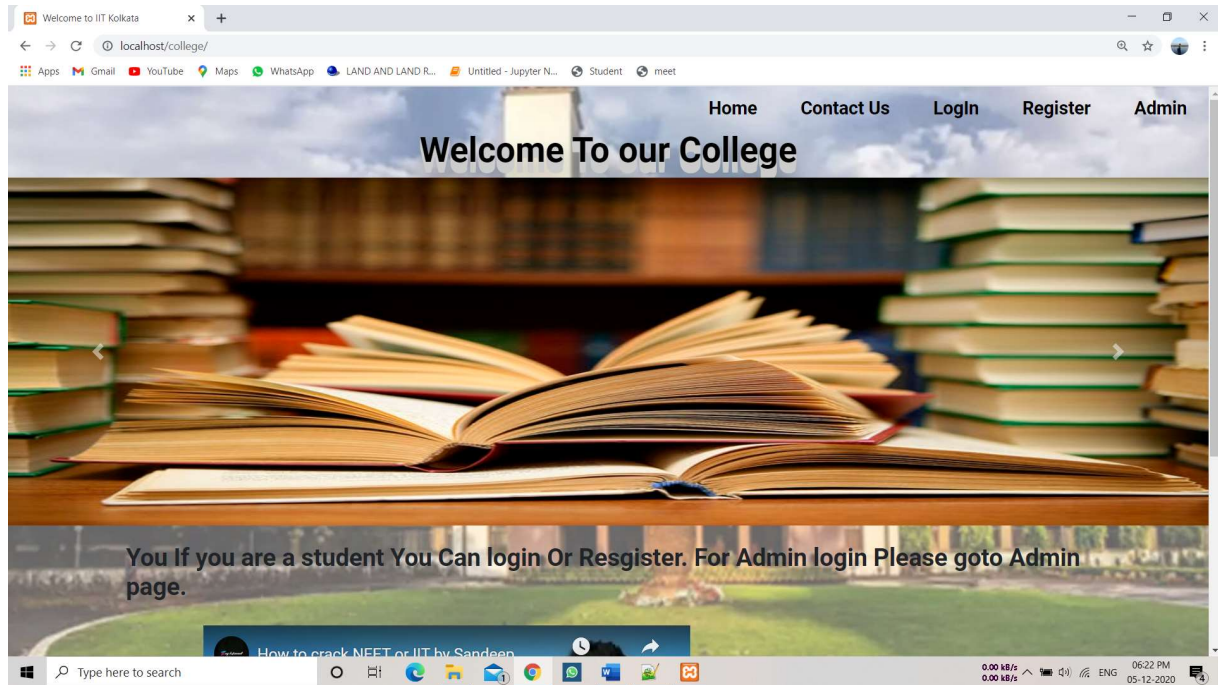 Welcome to IIT Kolkata
localhost/college/
Apps Gmail YouTube Maps WhatsApp LAND AND LAND R... Untitled - Jupyter N... Student meet
Home Contact Us LogIn Register Admin
Welcome To our College
You If you are a student You Can login Or Resgister. For Admin login Please goto Admin
page.
How to crack NEET or IIT by Sandeep
Type here to search
0.00 kB/s
0.00 kB/s
ENG
06:22 PM
05-12-2020
4
1